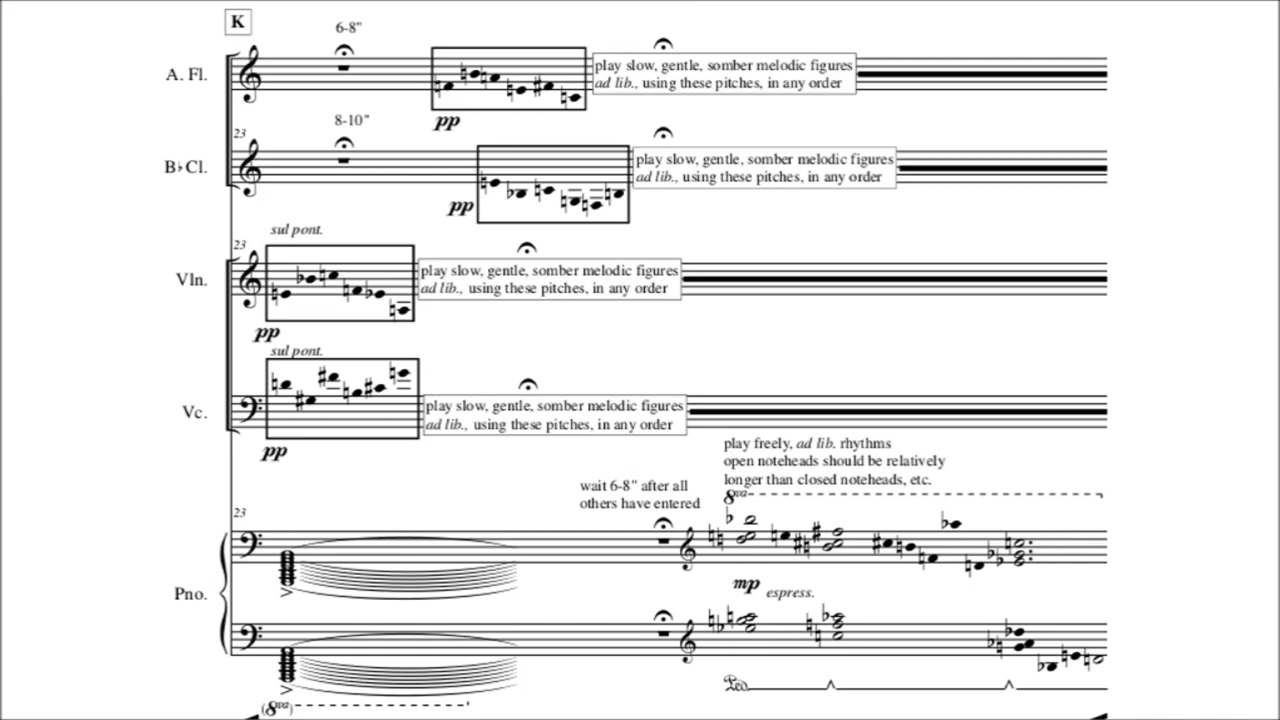 K
6-8"
A. Fl.
play slow, gentle, somber melodic figures
ad lib., using these pitches, in any order
pp
8-10"
23
B♭Cl.
play slow, gentle, somber melodic figures
ad lib., using these pitches, in any order
pp
sul pont.
23
Vln.
play slow, gentle, somber melodic figures
ad lib., using these pitches, in any order
pp
sul pont.
Vc.
play slow, gentle, somber melodic figures
ad lib., using these pitches, in any order
pp
play freely, ad lib. rhythms
open noteheads should be relatively
longer than closed noteheads, etc.
wait 6-8" after all
others have entered
8va
23
Pno.
mp espress.
Ped
(8va)